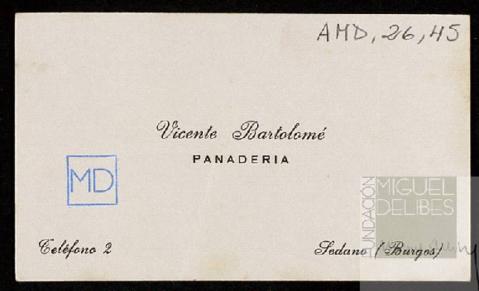 AMD, 26, 45
Vicente Bartolomé
PANADERIA
MD
Teléfono 2
Sedano (Burgos)
FUNDACIÓN
MIGUEL
DELIBES